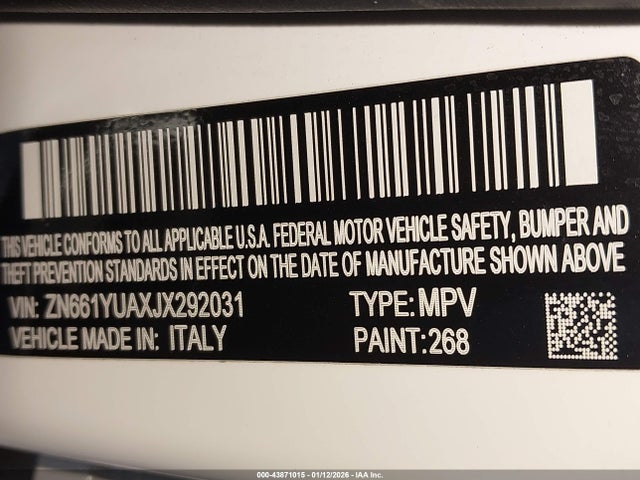 THIS VEHICLE CONFORMS TO ALL APPLICABLE U.S.A. FEDERAL MOTOR VEHICLE SAFETY, BUMPER AND
THEFT PREVENTION STANDARDS IN EFFECT ON THE DATE OF MANUFACTURE SHOWN ABOVE
VIN: ZN661YUAXJX292031 TYPE: MPV
VEHICLE MADE IN: ITALY PAINT: 268
000-43871015 - 01/12/2026 - IAA Inc.